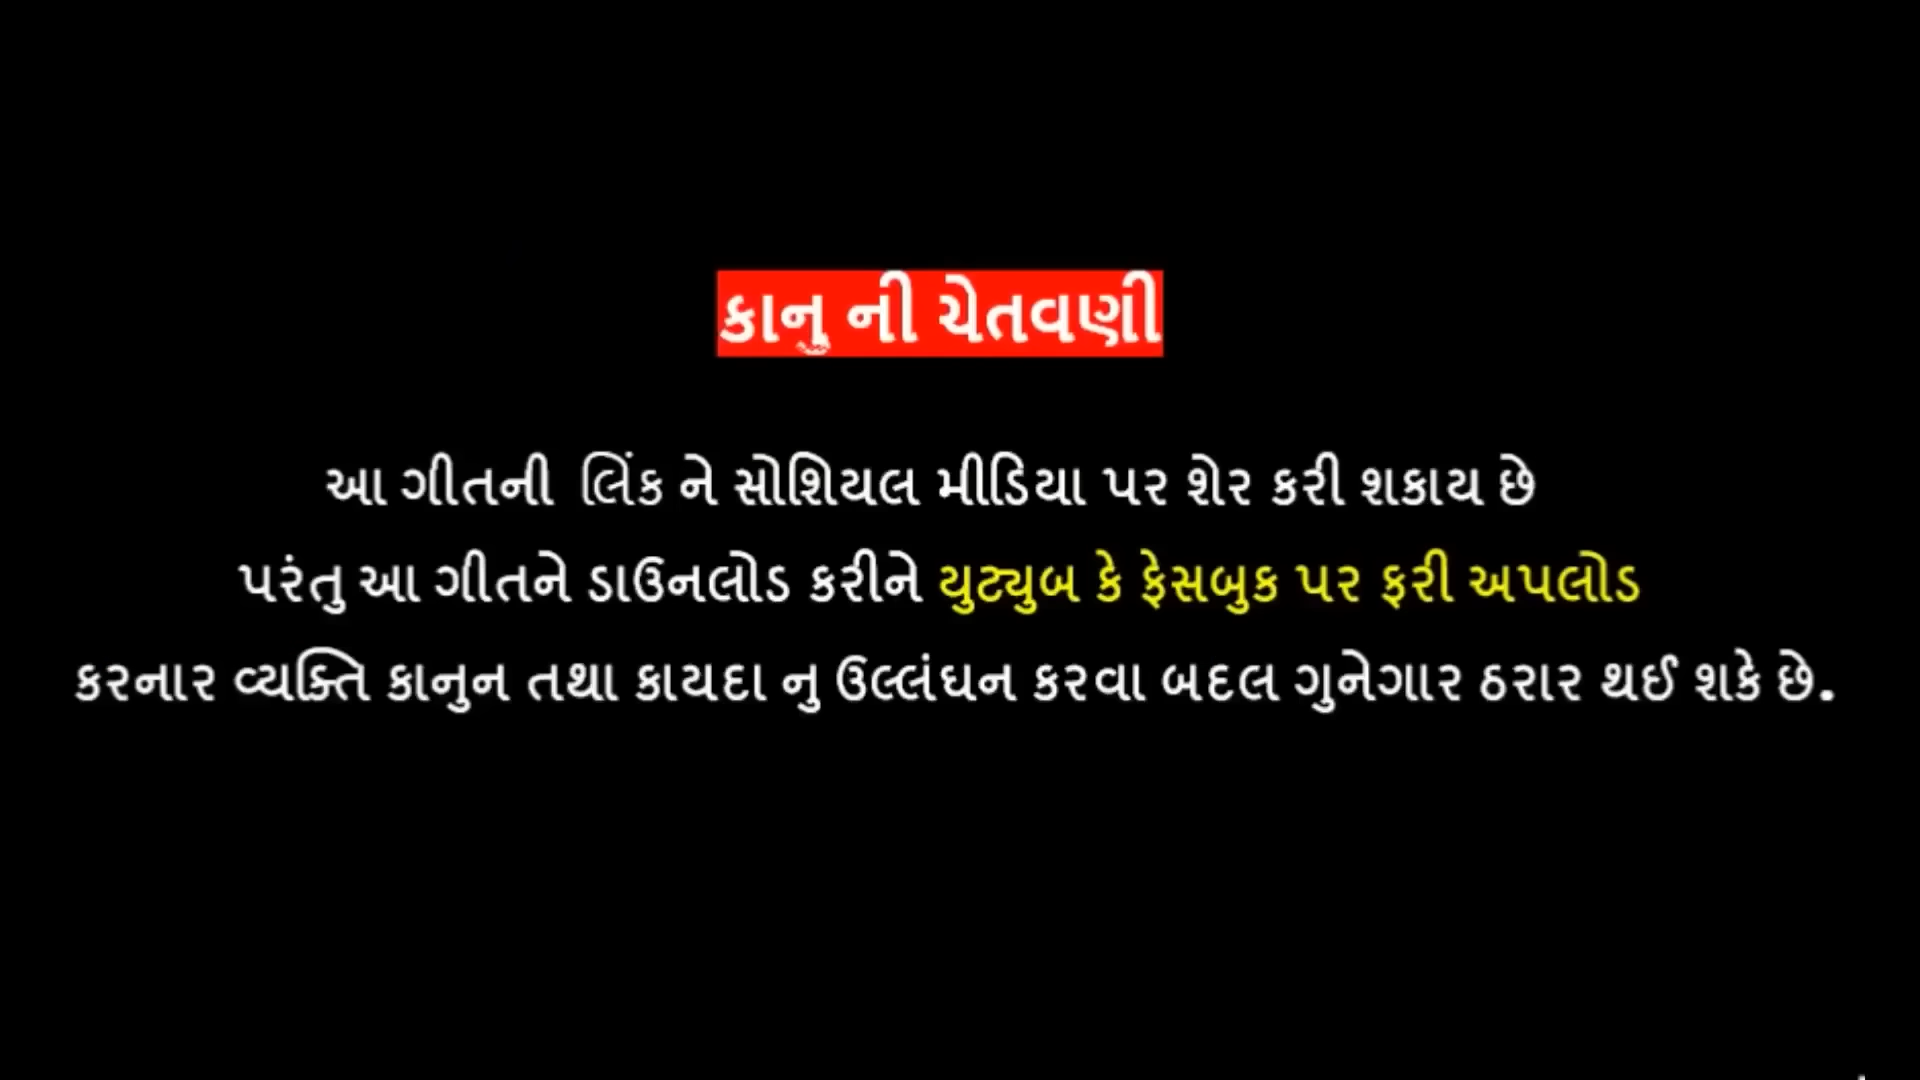 કાનુ ની ચેતવણી
આ ગીતની લિંક ને સોશિયલ મીડિયા પર શેર કરી શકાય છે
પરંતુ આ ગીતને ડાઉનલોડ કરીને યુટ્યુબ કે ફેસબુક પર ફરી અપલોડ
કરનાર વ્યક્તિ કાનુન તથા કાયદા નુ ઉલ્લંઘન કરવા બદલ ગુનેગાર ઠરાર થઈ શકે છે.